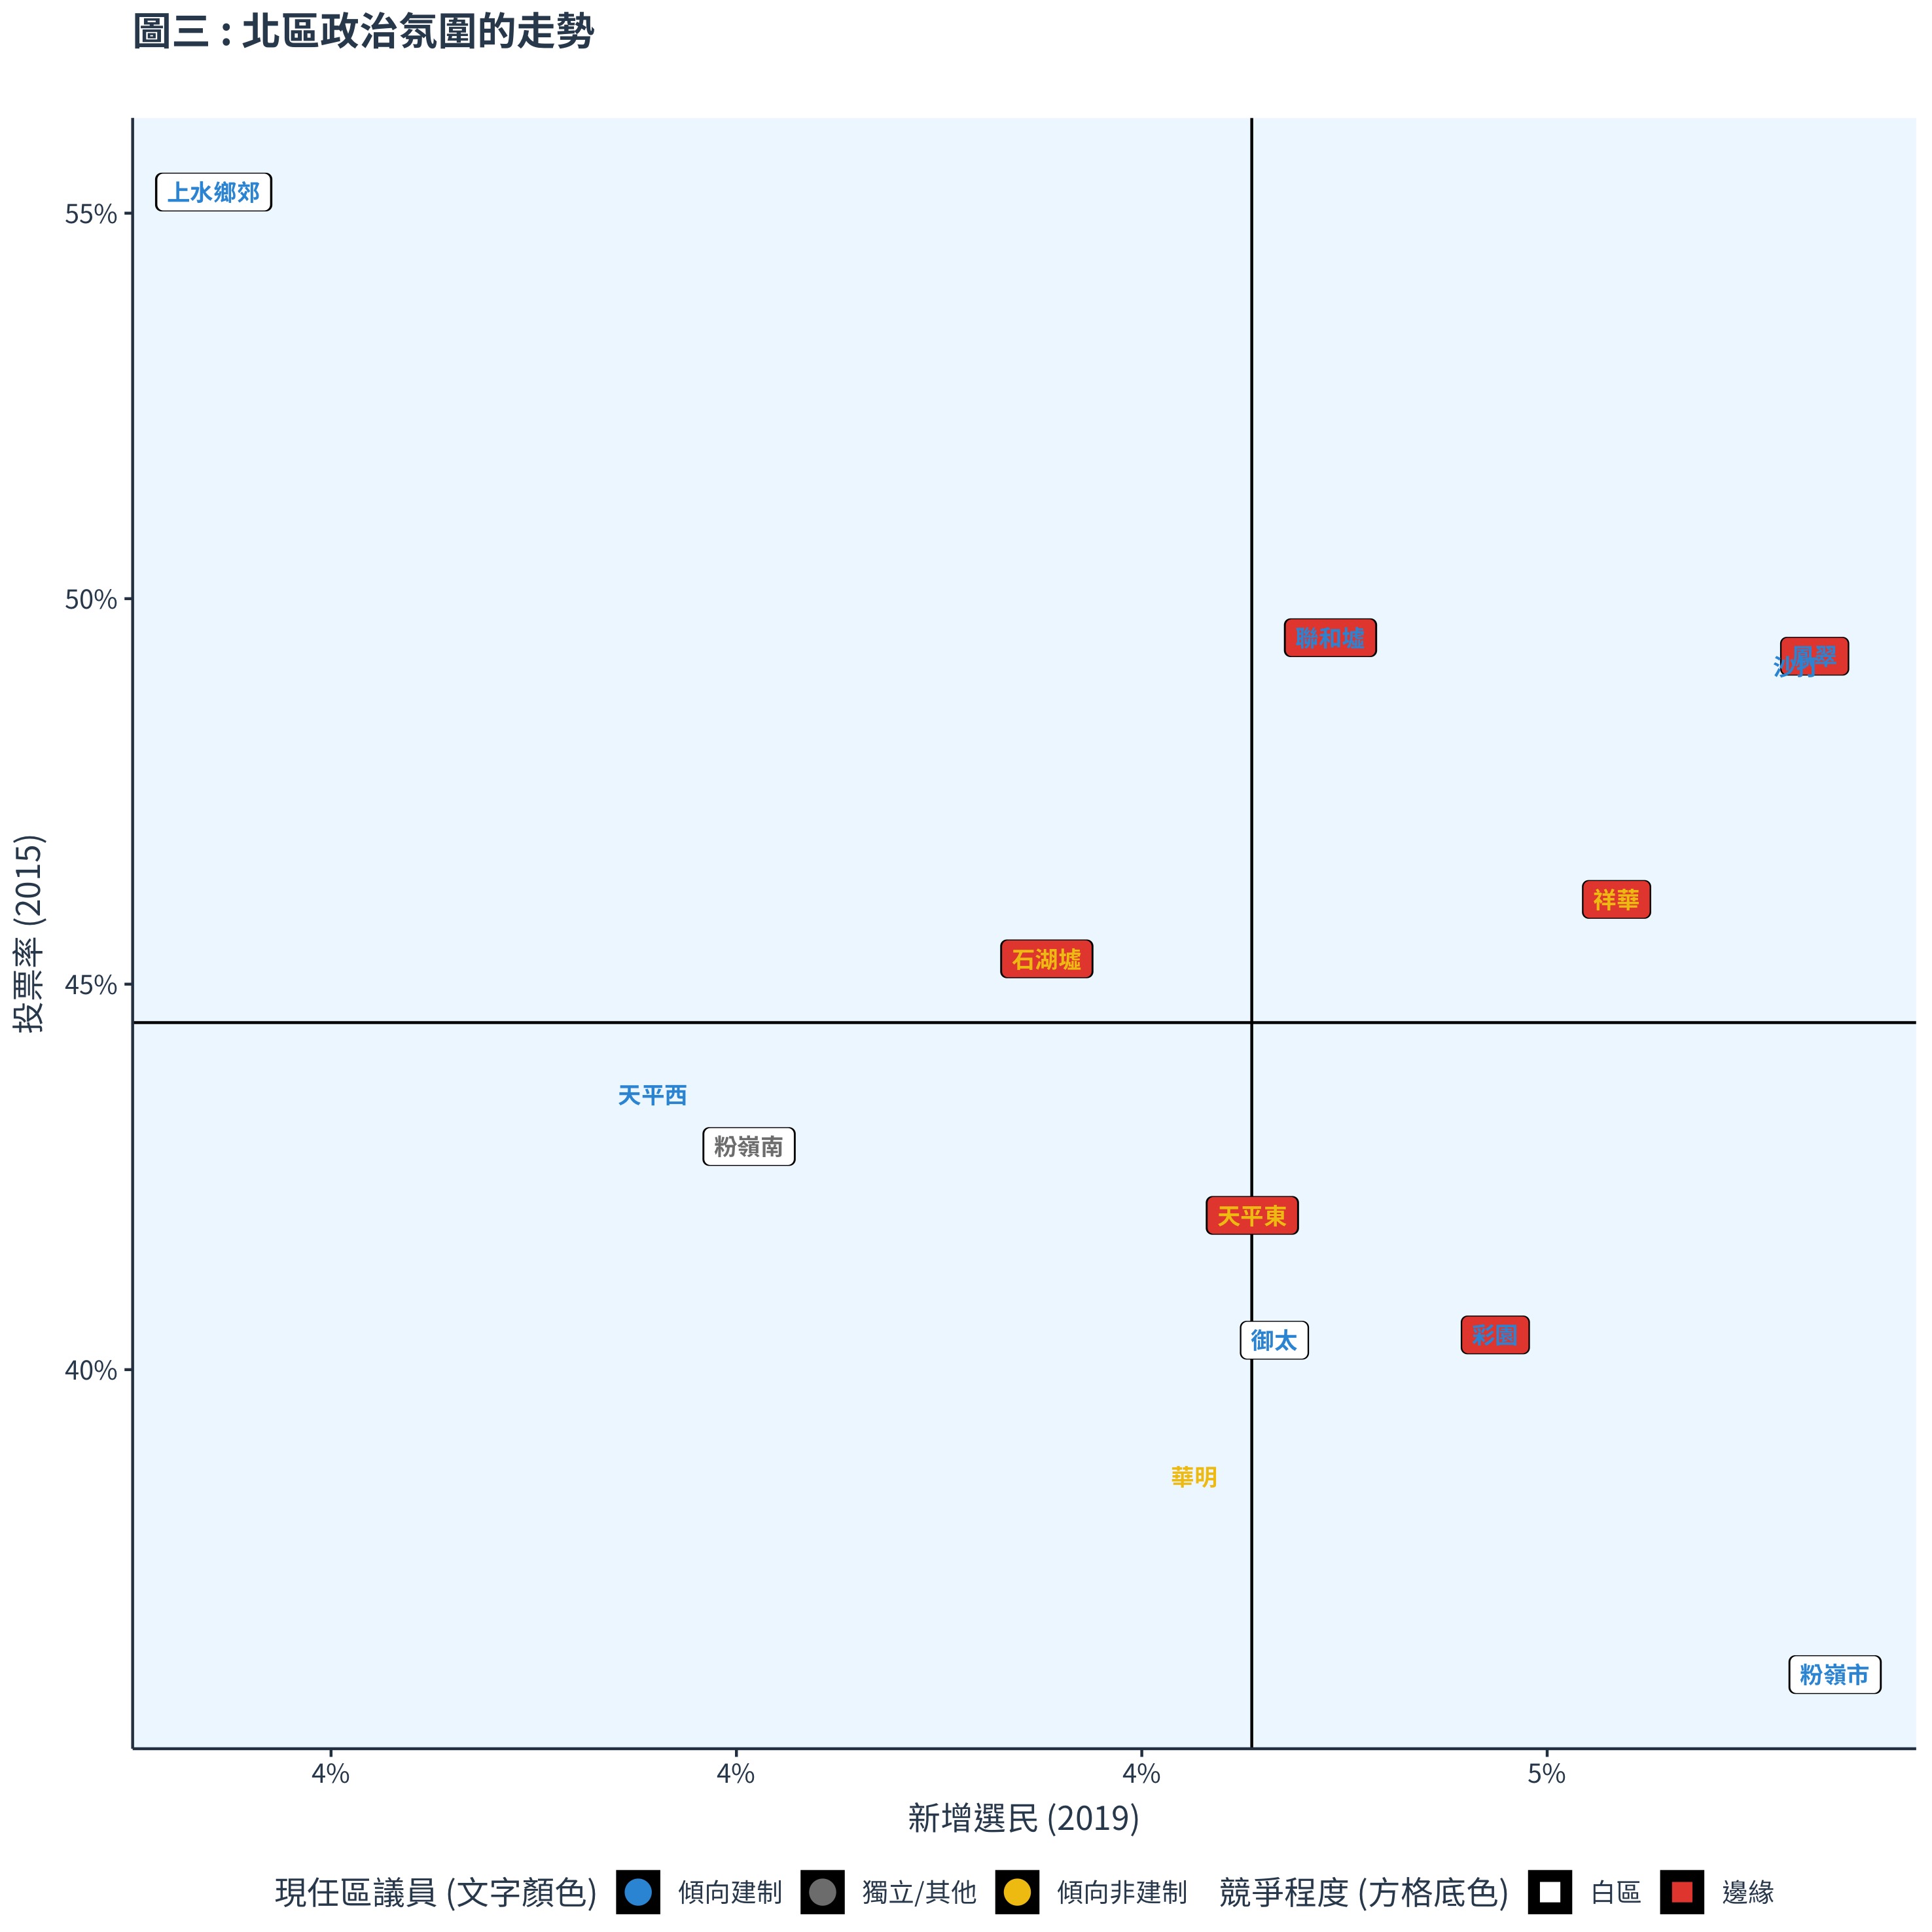 圖三 : 北區政治氛圍的走勢
上水鄉郊
55%
50%
聯和墟
鳳翠
沙打
祥華
石湖墟
45%
投票率 (2015)
天平西
粉嶺南
天平東
彩園
御太
40%
華明
粉嶺市
4%
4%
4%
5%
新增選民 (2019)
現任區議員 (文字顏色) 傾向建制 獨立/其他 傾向非建制 競爭程度 (方格底色) 白區 邊緣